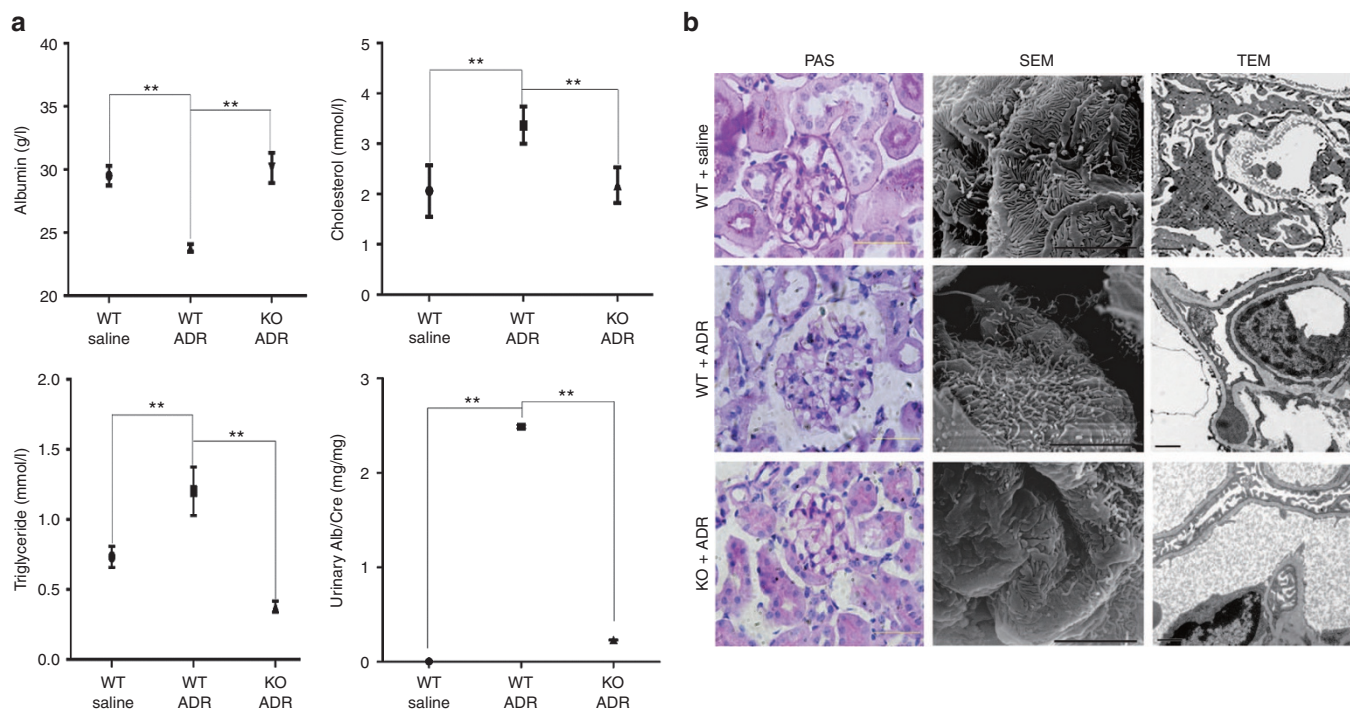 a
40
35
30
25
20
Albumin (g/l)
**
**
WT
saline
WT
ADR
KO
ADR
5
4
3
2
1
0
Cholesterol (mmol/l)
**
**
WT
saline
WT
ADR
KO
ADR
2.0
1.5
1.0
0.5
0.0
Triglyceride (mmol/l)
**
**
WT
saline
WT
ADR
KO
ADR
3
2
1
0
Urinary Alb/Cre (mg/mg)
**
**
WT
saline
WT
ADR
KO
ADR
b
PAS
SEM
TEM
WT + saline
WT + ADR
KO + ADR